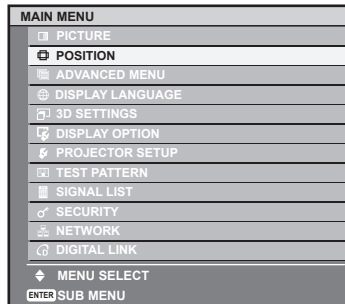 MAIN MENU
PICTURE
POSITION
ADVANCED MENU
DISPLAY LANGUAGE
3D SETTINGS
DISPLAY OPTION
PROJECTOR SETUP
TEST PATTERN
SIGNAL LIST
SECURITY
NETWORK
DIGITAL LINK
MENU SELECT
ENTER SUB MENU